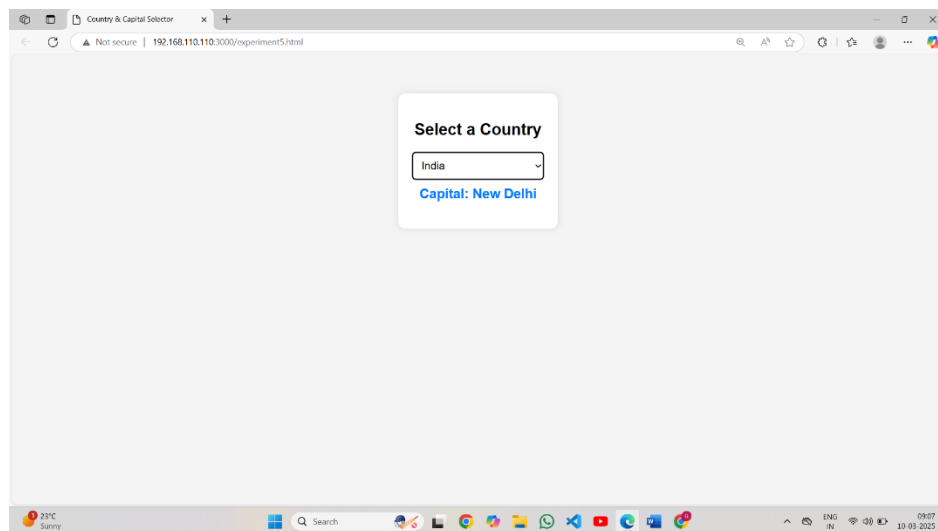 Country & Capital Selector
Not secure | 192.168.110.110:3000/experiment5.html
Select a Country
India
Capital: New Delhi
1
23°C
Sunny
Search
ENG
IN
09:07
10-03-2025